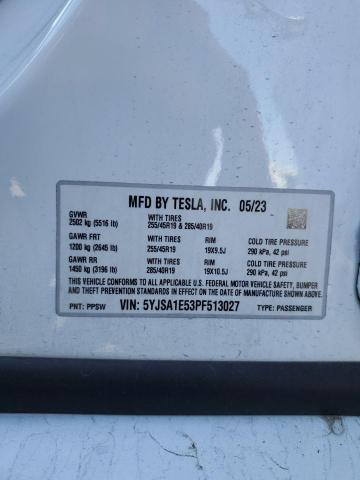 MFD BY TESLA, INC. 05/23
GVWR
2502 kg (5516 lb)
WITH TIRES
255/45R19 & 285/40R19
GAWR FRT
1200 kg (2645 lb)
WITH TIRES
255/45R19
RIM
19X9.5J
COLD TIRE PRESSURE
290 kPa, 42 psi
GAWR RR
1450 kg (3196 lb)
WITH TIRES
285/40R19
RIM
19X10.5J
COLD TIRE PRESSURE
290 kPa, 42 psi
THIS VEHICLE CONFORMS TO ALL APPLICABLE U.S. FEDERAL MOTOR VEHICLE SAFETY, BUMPER
AND THEFT PREVENTION STANDARDS IN EFFECT ON THE DATE OF MANUFACTURE SHOWN ABOVE.
PNT: PPSW
VIN: 5YJSA1E53PF513027
TYPE: PASSENGER